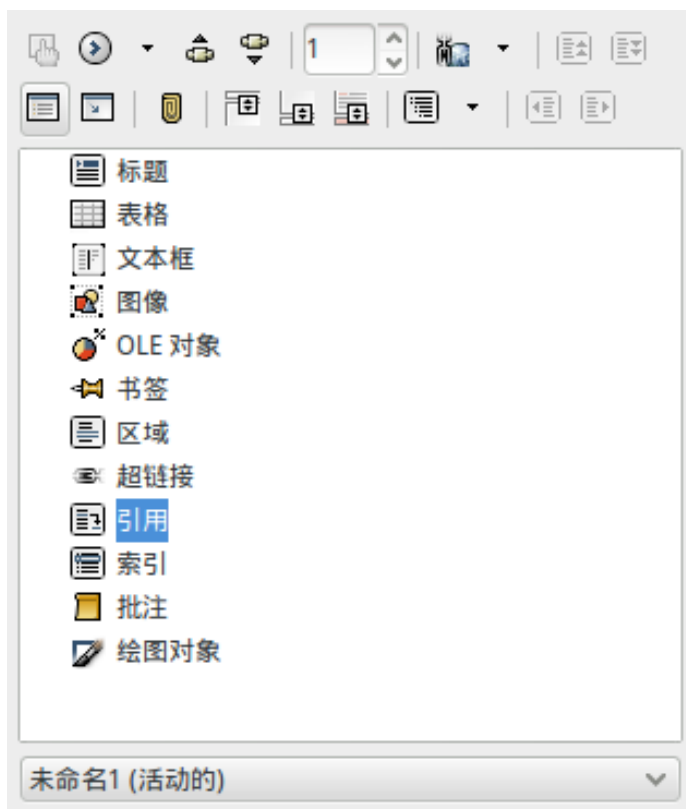 1
标题
表格
文本框
图像
OLE 对象
书签
区域
超链接
引用
索引
批注
绘图对象
未命名1 (活动的)